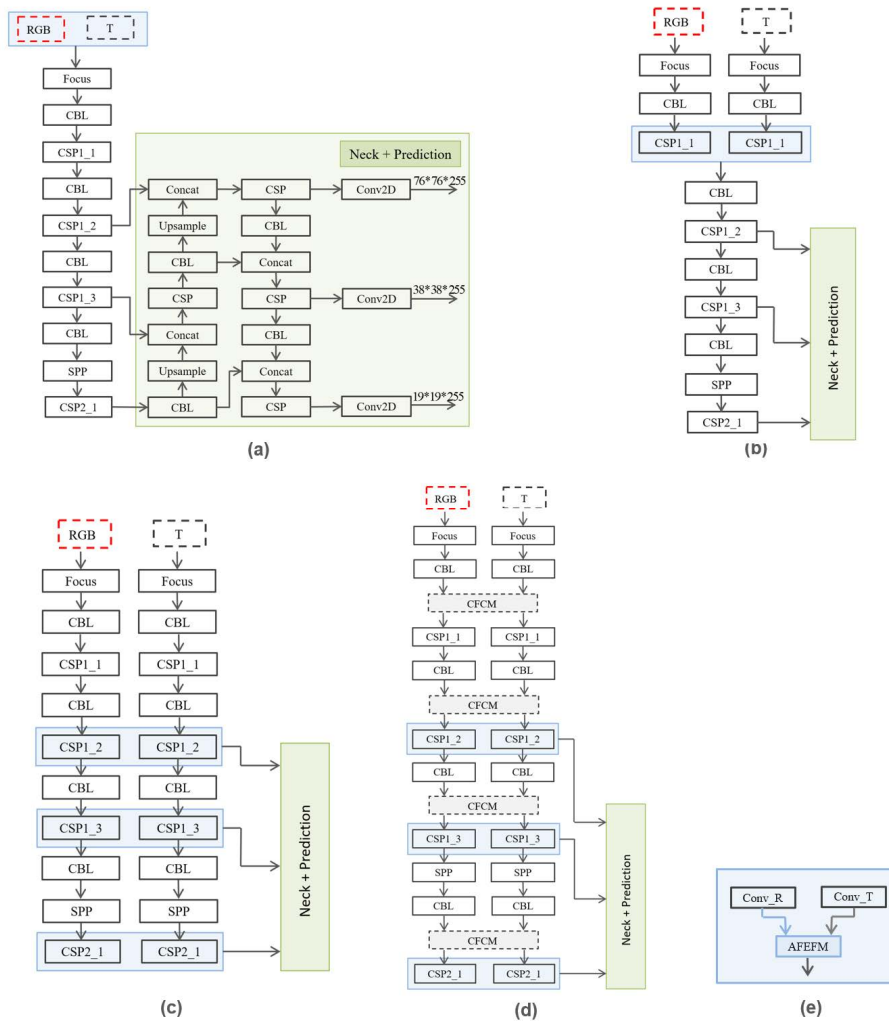 RGB T
Focus
CBL
CSP1_1
CBL
CSP1_2
CBL
CSP1_3
CBL
SPP
CSP2_1
Neck + Prediction
Concat CSP Conv2D 76*76*255
Upsample CBL
CBL Concat
CSP CSP Conv2D 38*38*255
Concat CBL
Upsample Concat
CBL CSP Conv2D 19*19*255
(a)
RGB T
Focus Focus
CBL CBL
CSP1_1 CSP1_1
CBL
CSP1_2
CBL
CSP1_3
CBL
SPP
CSP2_1
Neck + Prediction
(b)
RGB T
Focus Focus
CBL CBL
CSP1_1 CSP1_1
CBL CBL
CSP1_2 CSP1_2
CBL CBL
CSP1_3 CSP1_3
CBL CBL
SPP SPP
CSP2_1 CSP2_1
Neck + Prediction
(c)
RGB T
Focus Focus
CBL CBL
CFCM
CSP1_1 CSP1_1
CBL CBL
CFCM
CSP1_2 CSP1_2
CBL CBL
CFCM
CSP1_3 CSP1_3
SPP SPP
CBL CBL
CFCM
CSP2_1 CSP2_1
Neck + Prediction
(d)
Conv_R Conv_T
AFEFM
(e)